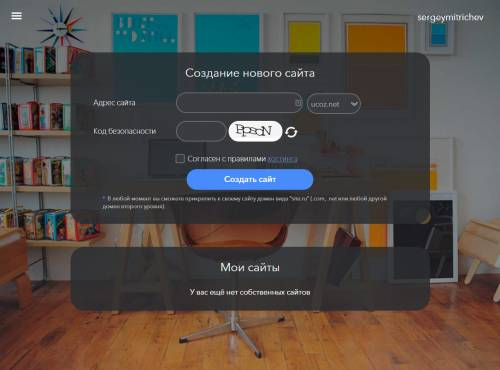 sergeymitrichev
Создание нового сайта
Адрес сайта
ucoz.net
Код безопасности
Согласен с правилами хостинга
Создать сайт
* В любой момент вы сможете прикрепить к своему сайту домен вида "site.ru" (.com, .net или любой другой
домен второго уровня).
Мои сайты
У вас ещё нет собственных сайтов